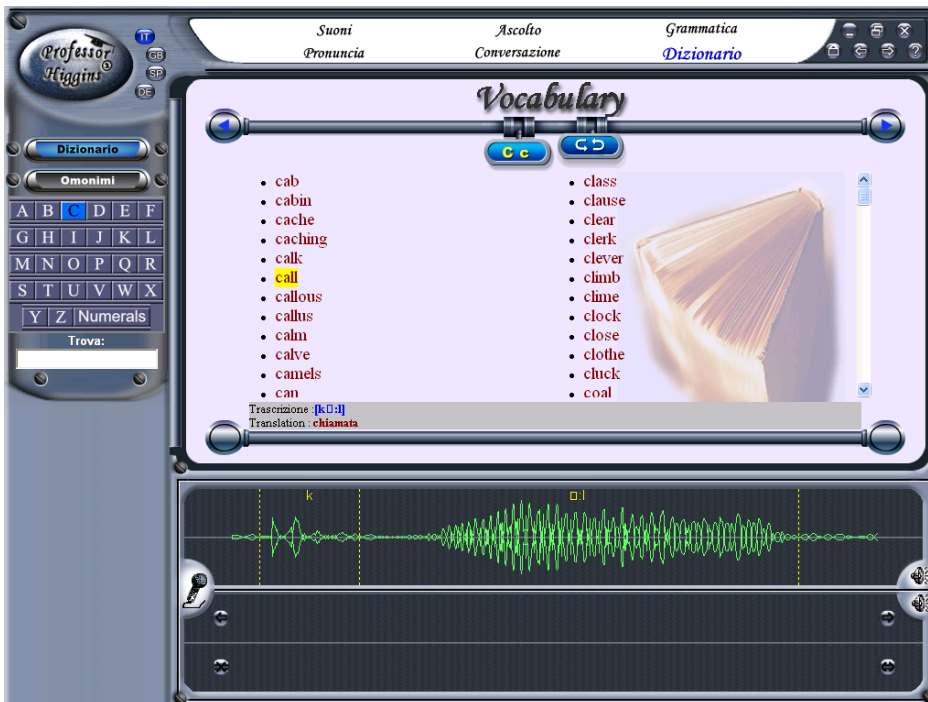 Professor Higgins®
IT
GB
SP
DE
Suoni
Ascolto
Grammatica
Pronuncia
Conversazione
Dizionario
Vocabulary
C c
Dizionario
Omonimi
A B C D E F
G H I J K L
M N O P Q R
S T U V W X
Y Z Numerals
Trova:
cab
cabin
cache
caching
calk
call
callous
callus
calm
calve
camels
can
class
clause
clear
clerk
clever
climb
clime
clock
close
clothe
cluck
coal
Trascrizione :[k□:l]
Translation : chiamata
k
□:l